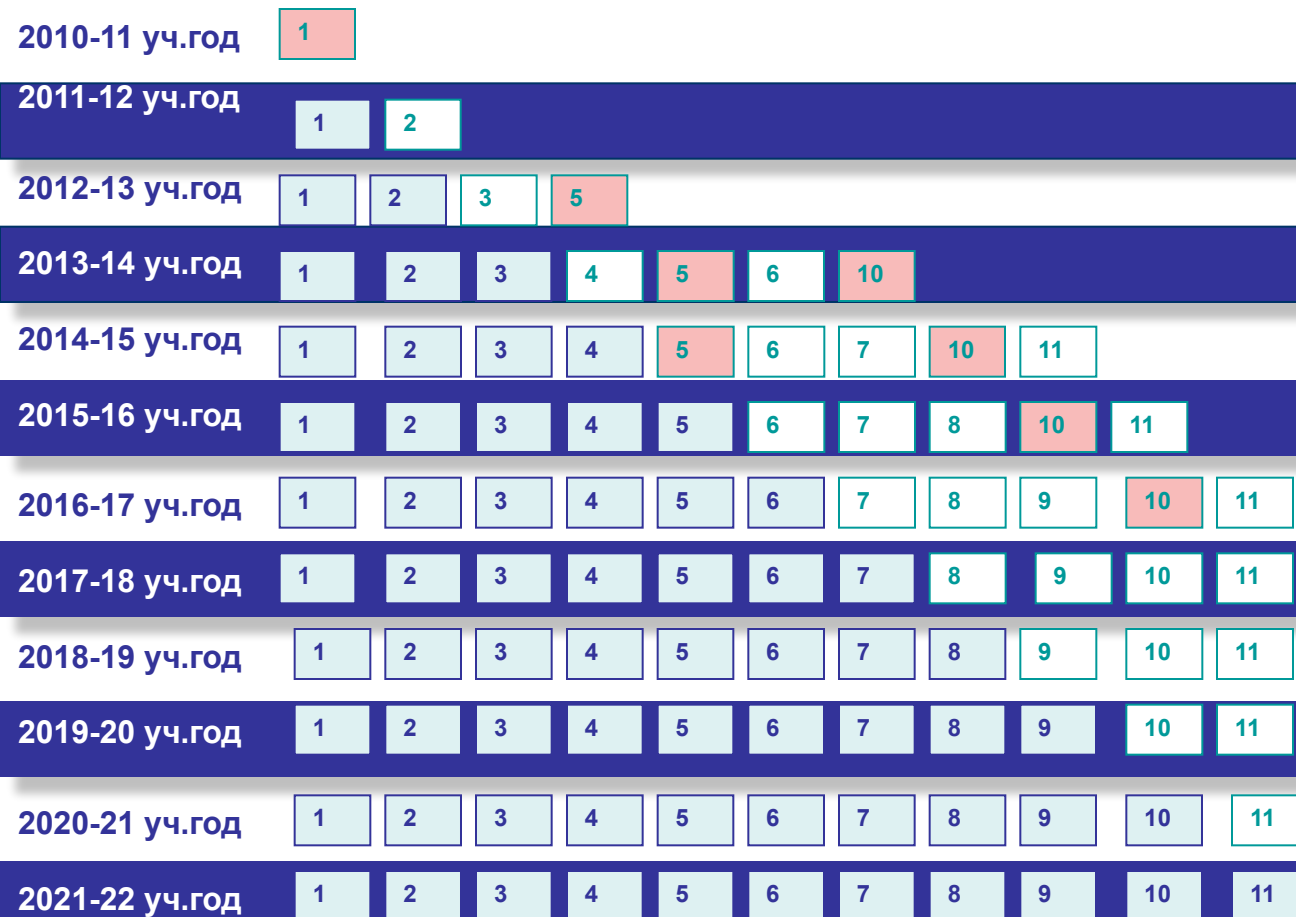 2010-11 уч.год 1
2011-12 уч.год 1 2
2012-13 уч.год 1 2 3 5
2013-14 уч.год 1 2 3 4 5 6 10
2014-15 уч.год 1 2 3 4 5 6 7 10 11
2015-16 уч.год 1 2 3 4 5 6 7 8 10 11
2016-17 уч.год 1 2 3 4 5 6 7 8 9 10 11
2017-18 уч.год 1 2 3 4 5 6 7 8 9 10 11
2018-19 уч.год 1 2 3 4 5 6 7 8 9 10 11
2019-20 уч.год 1 2 3 4 5 6 7 8 9 10 11
2020-21 уч.год 1 2 3 4 5 6 7 8 9 10 11
2021-22 уч.год 1 2 3 4 5 6 7 8 9 10 11